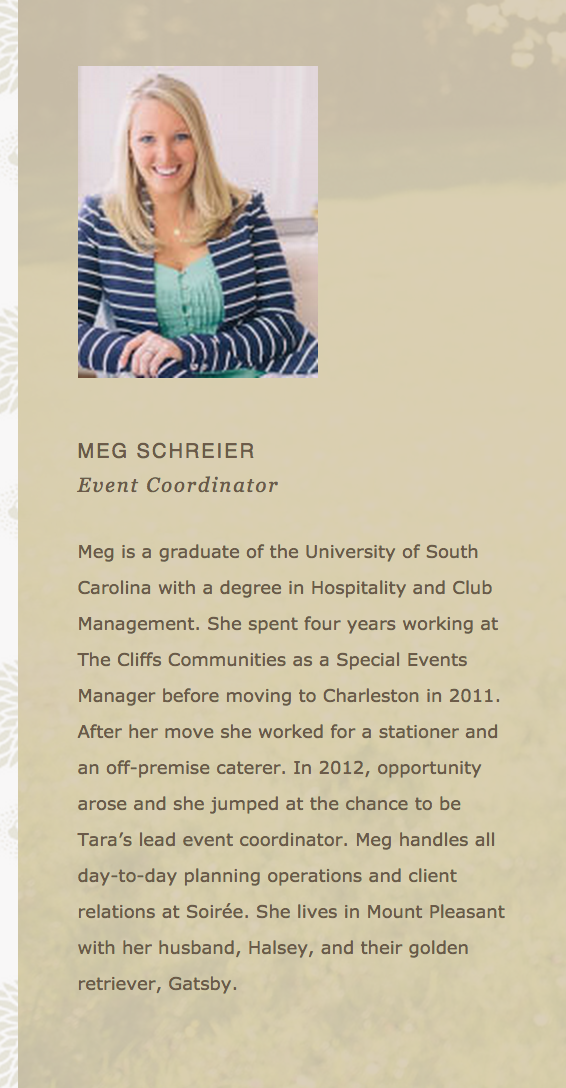 MEG SCHREIER
Event Coordinator
Meg is a graduate of the University of South
Carolina with a degree in Hospitality and Club
Management. She spent four years working at
The Cliffs Communities as a Special Events
Manager before moving to Charleston in 2011.
After her move she worked for a stationer and
an off-premise caterer. In 2012, opportunity
arose and she jumped at the chance to be
Tara’s lead event coordinator. Meg handles all
day-to-day planning operations and client
relations at Soirée. She lives in Mount Pleasant
with her husband, Halsey, and their golden
retriever, Gatsby.